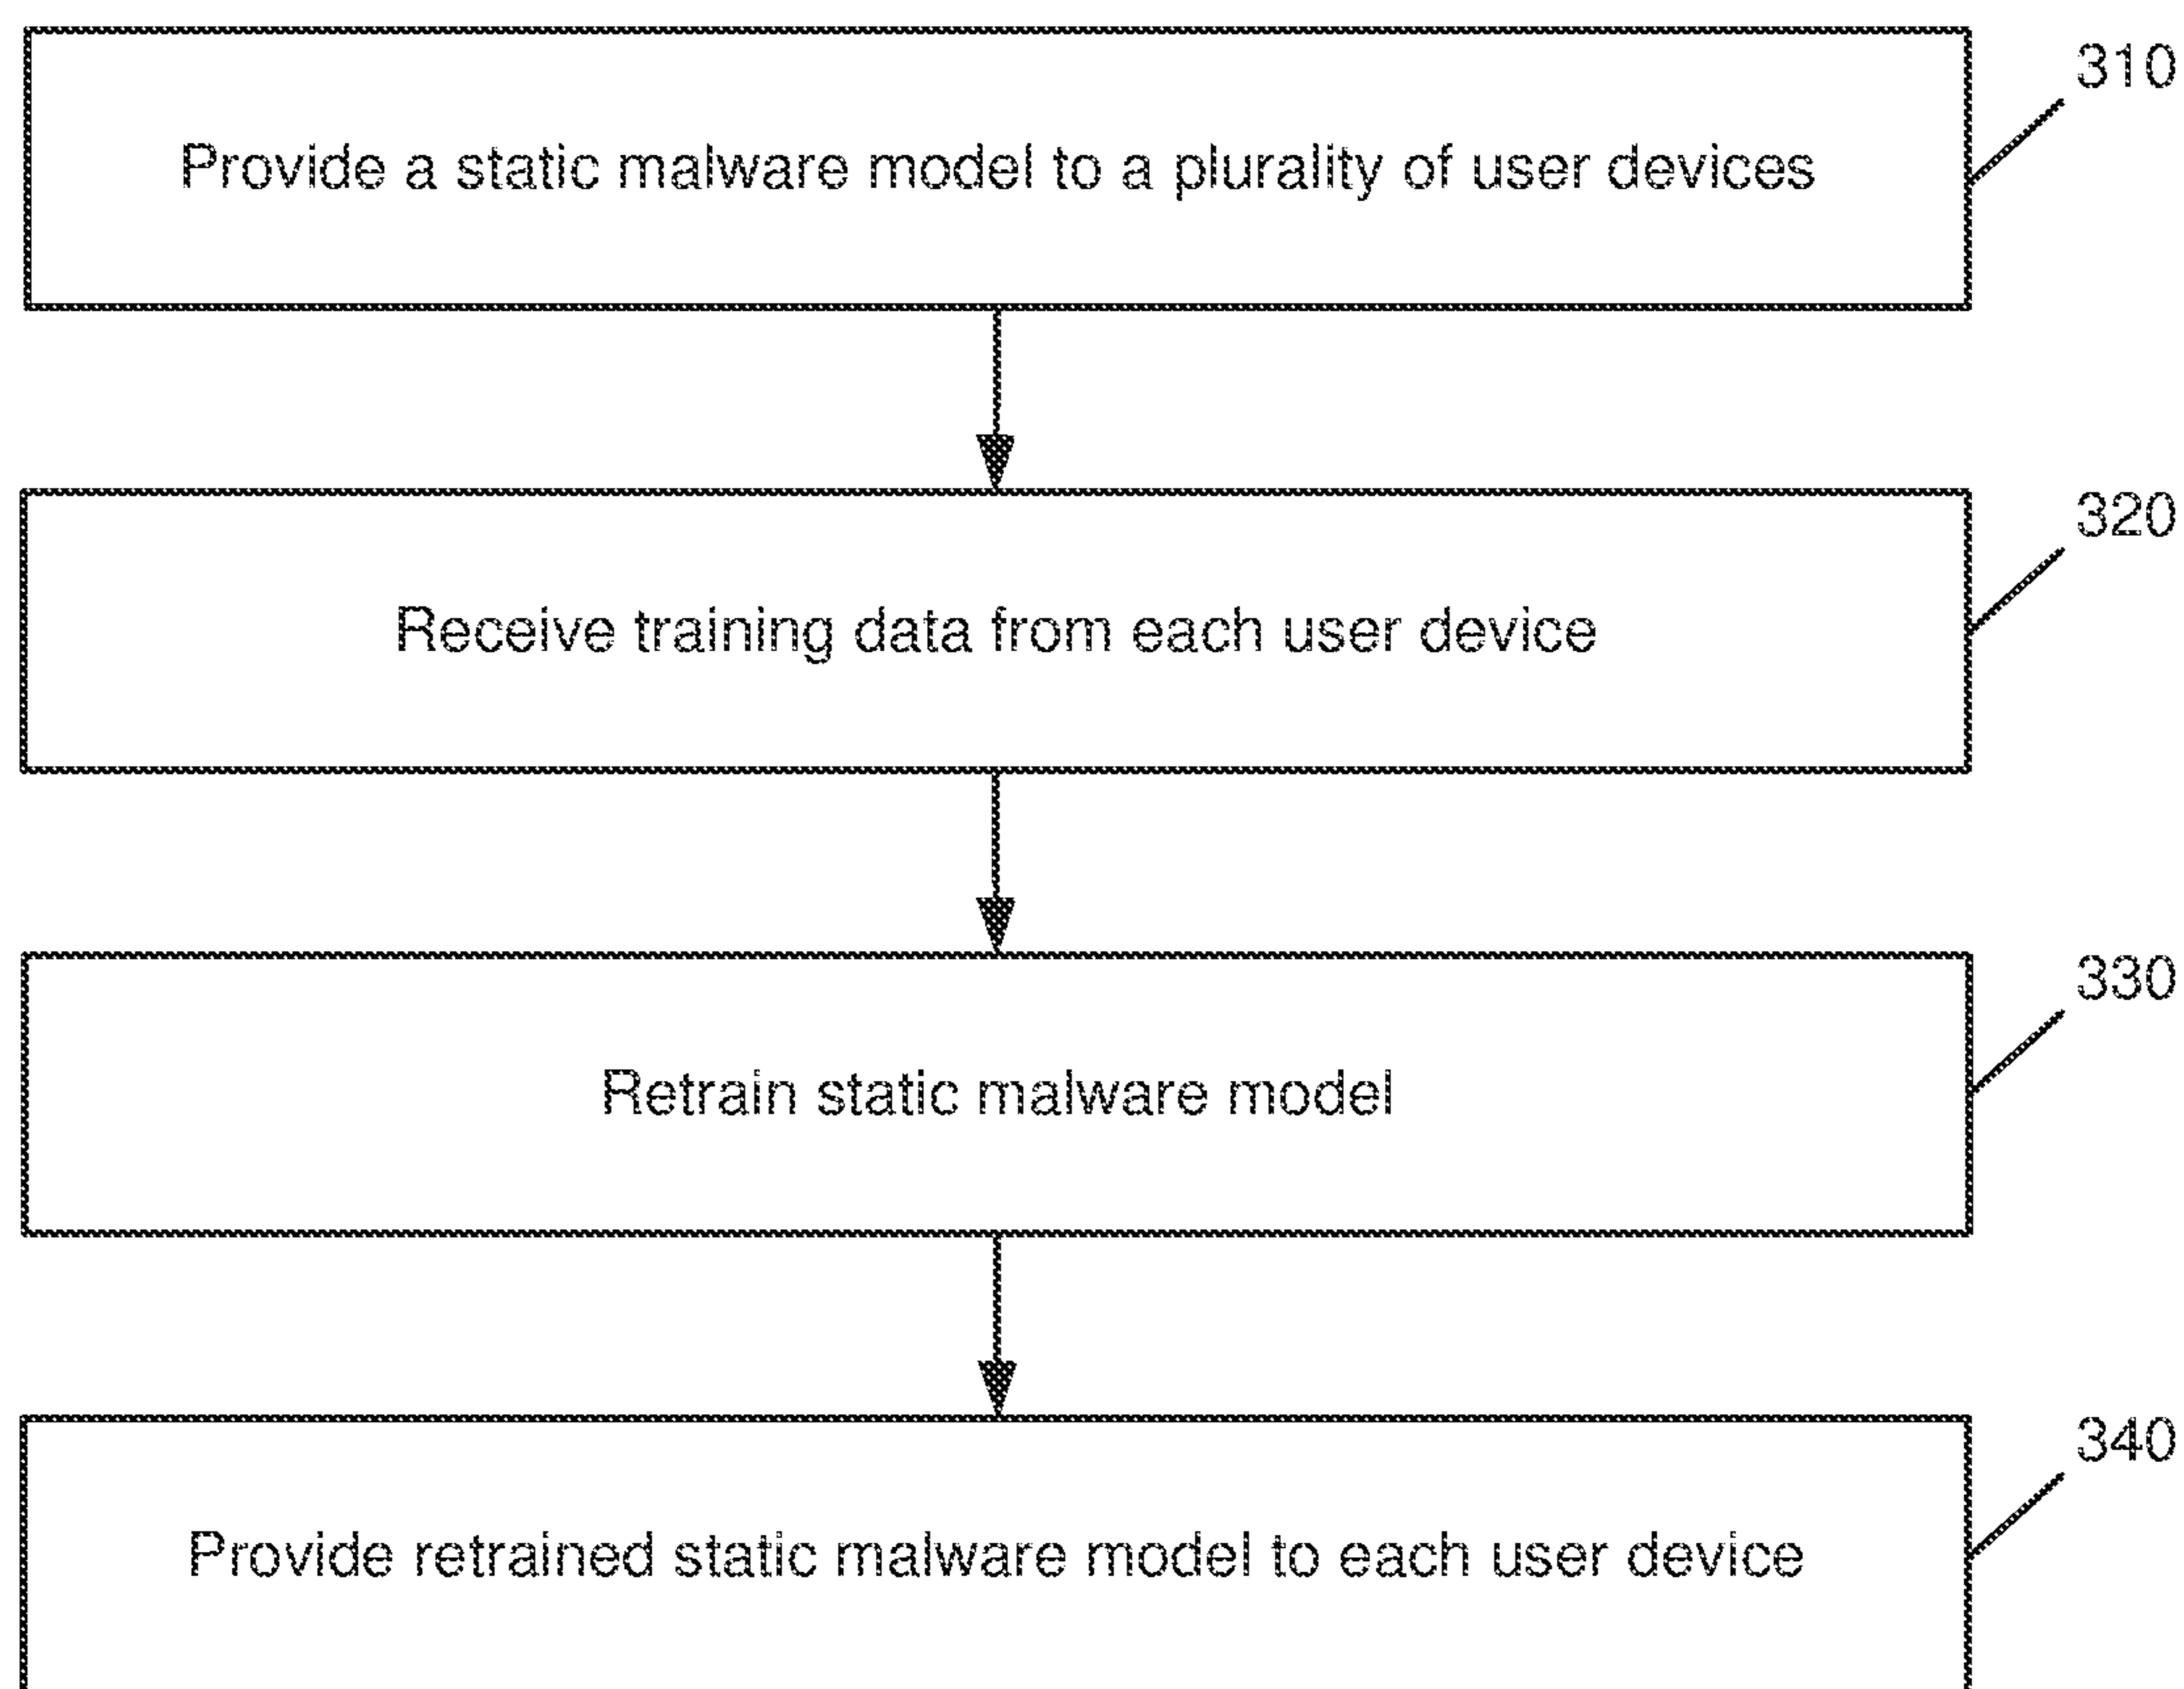 310
Provide a static malware model to a plurality of user devices
320
Receive training data from each user device
330
Retrain static malware model
340
Provide retrained static malware model to each user device